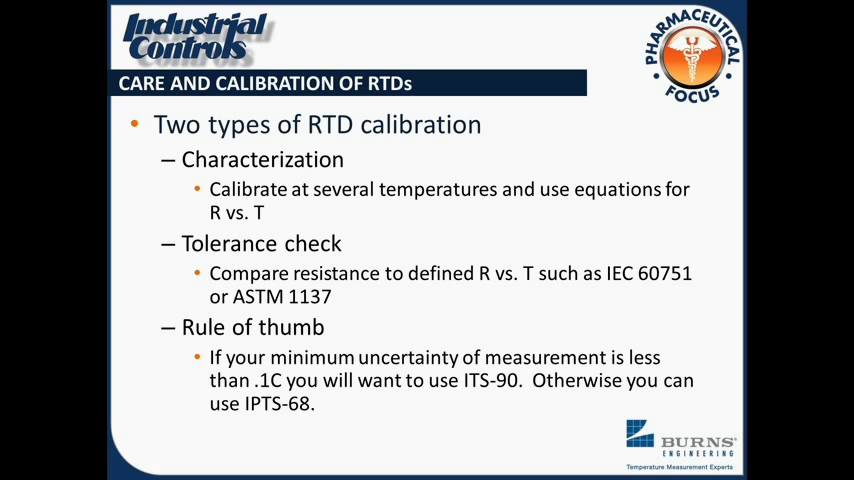 Industrial
Controls
PHARMACEUTICAL
FOCUS
CARE AND CALIBRATION OF RTDs
• Two types of RTD calibration
– Characterization
• Calibrate at several temperatures and use equations for
R vs. T
– Tolerance check
• Compare resistance to defined R vs. T such as IEC 60751
or ASTM 1137
– Rule of thumb
• If your minimum uncertainty of measurement is less
than .1C you will want to use ITS-90.  Otherwise you can
use IPTS-68.
BURNS®
ENGINEERING
Temperature Measurement Experts